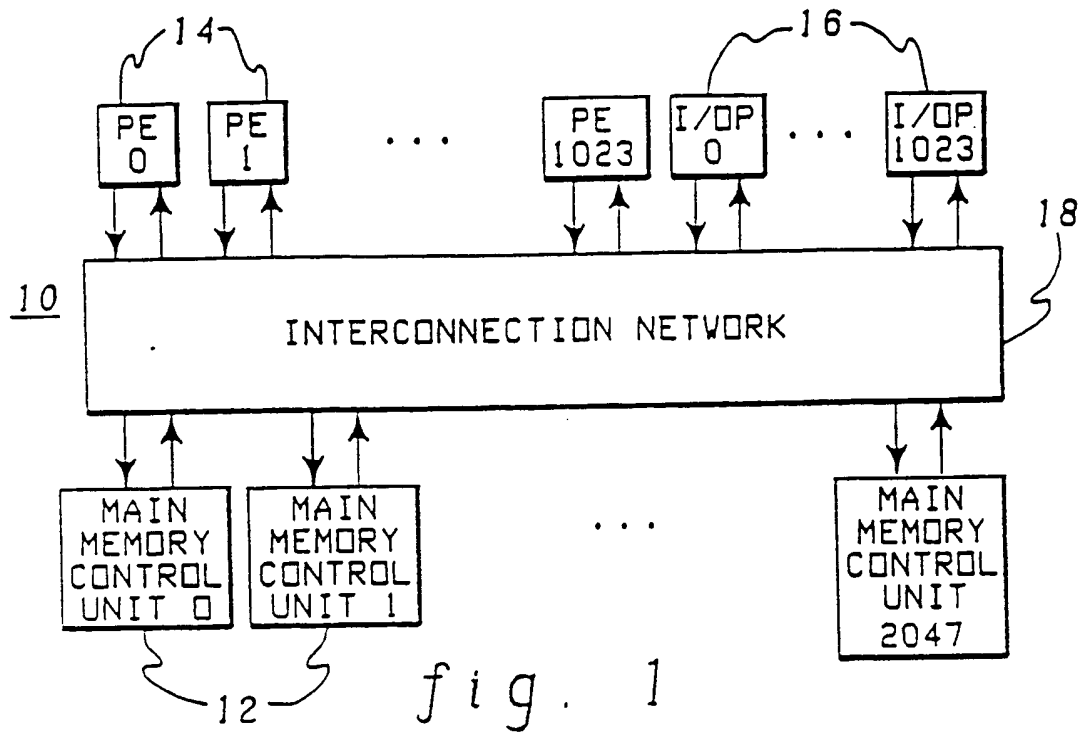 14
16
PE
0
PE
1
...
PE
1023
I/OP
0
...
I/OP
1023
18
10
INTERCONNECTION NETWORK
MAIN
MEMORY
CONTROL
UNIT 0
MAIN
MEMORY
CONTROL
UNIT 1
...
MAIN
MEMORY
CONTROL
UNIT
2047
12
fig. 1